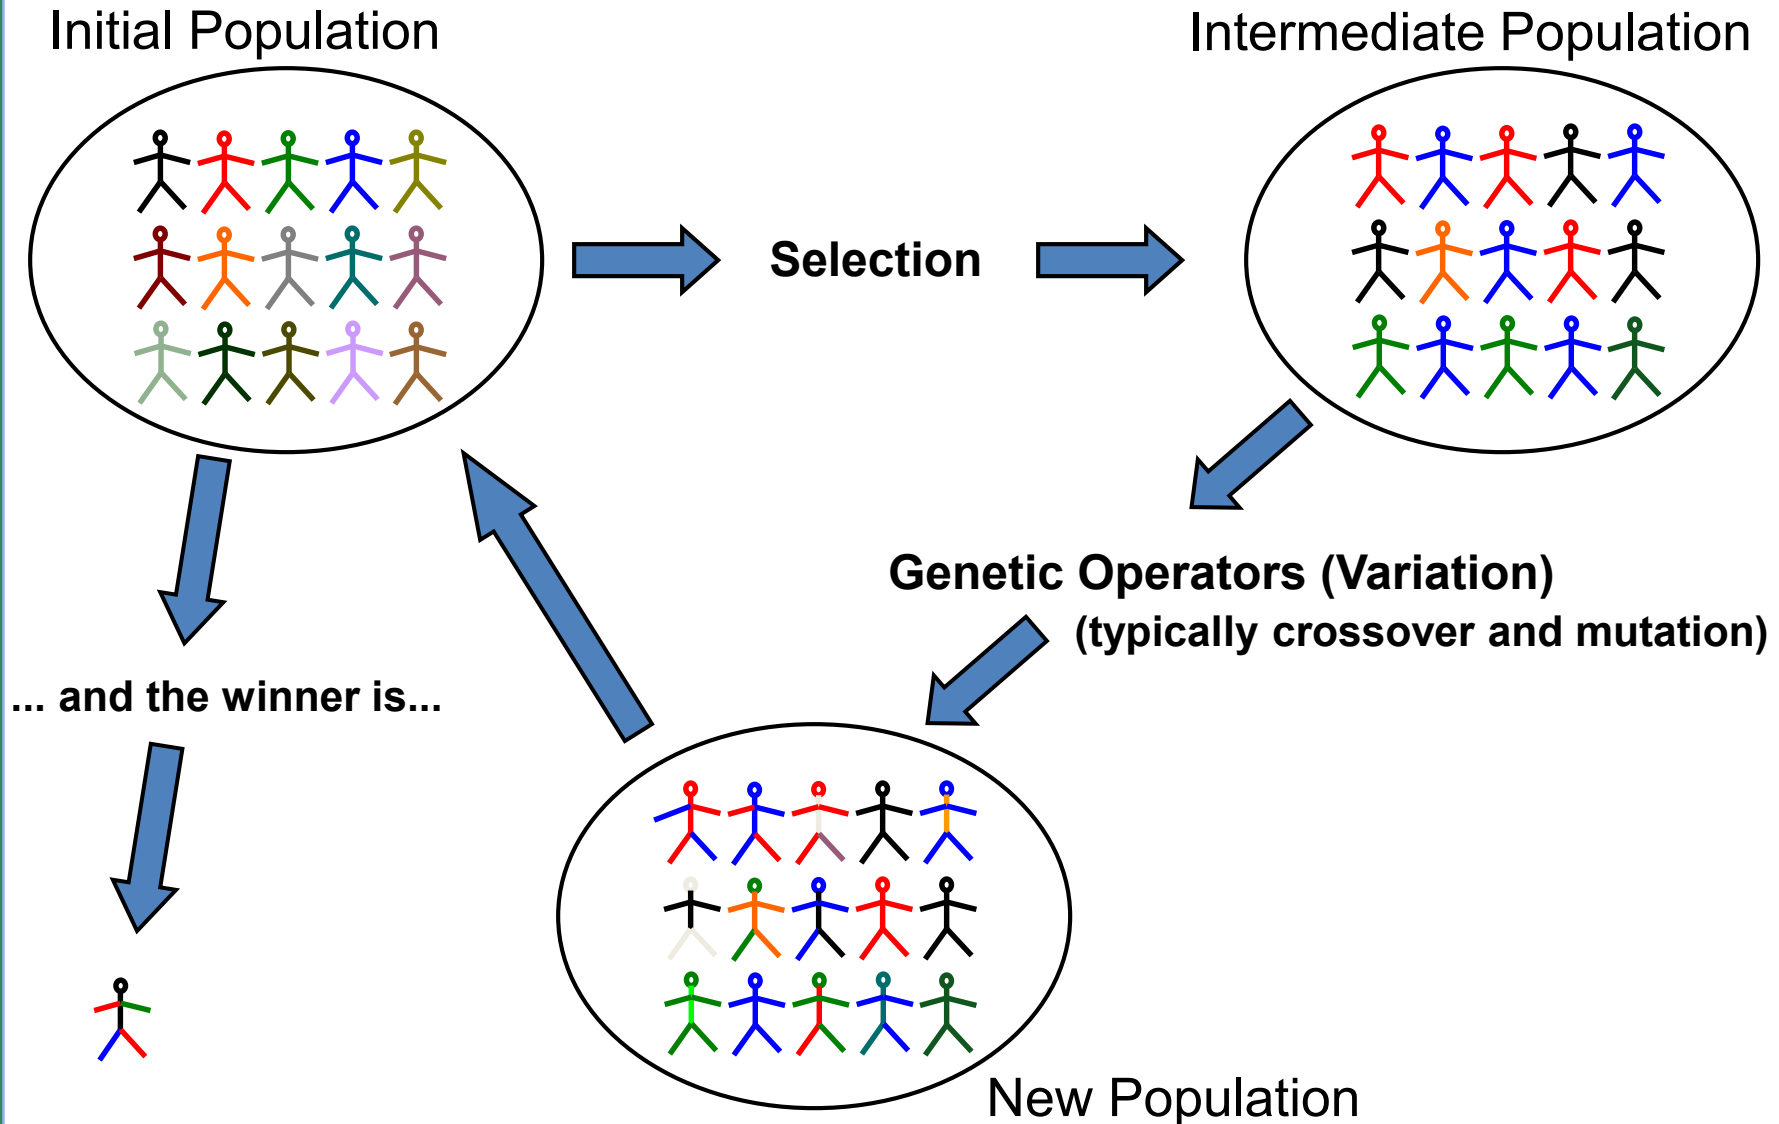 Initial Population
Intermediate Population
Selection
Genetic Operators (Variation)
(typically crossover and mutation)
... and the winner is...
New Population